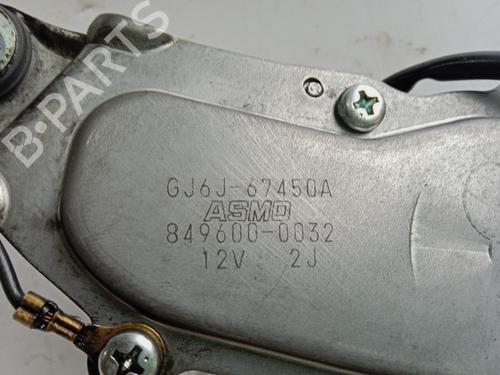 B-PARTS
GJ6J-67450A
ASMO
849600-0032
12V 2J